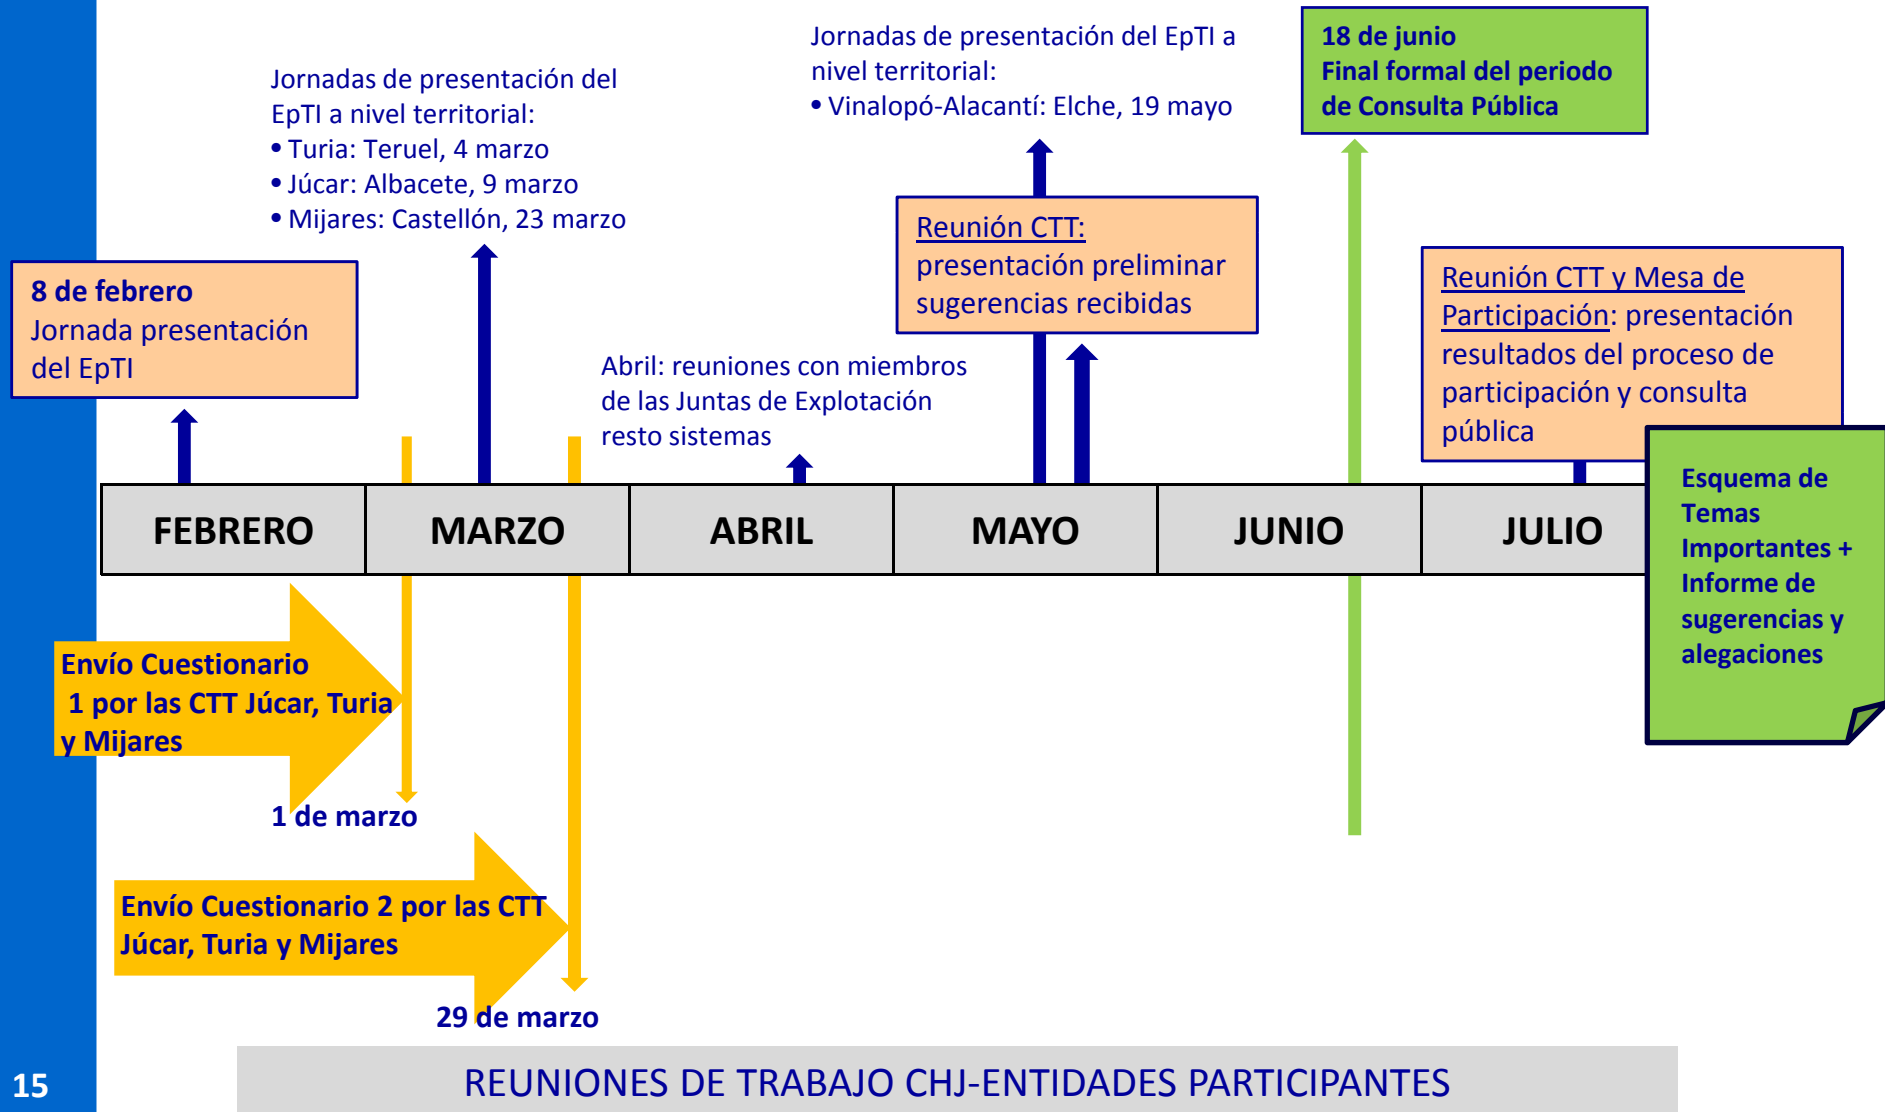 Jornadas de presentación del
EpTI a nivel territorial:
• Turia: Teruel, 4 marzo
• Júcar: Albacete, 9 marzo
• Mijares: Castellón, 23 marzo
Jornadas de presentación del EpTI a
nivel territorial:
• Vinalopó-Alacantí: Elche, 19 mayo
18 de junio
Final formal del periodo
de Consulta Pública
8 de febrero
Jornada presentación
del EpTI
Abril: reuniones con miembros
de las Juntas de Explotación
resto sistemas
Reunión CTT:
presentación preliminar
sugerencias recibidas
Reunión CTT y Mesa de
Participación: presentación
resultados del proceso de
participación y consulta
pública
FEBRERO
MARZO
ABRIL
MAYO
JUNIO
JULIO
Esquema de
Temas
Importantes +
Informe de
sugerencias y
alegaciones
Envío Cuestionario
1 por las CTT Júcar, Turia
y Mijares
1 de marzo
Envío Cuestionario 2 por las CTT
Júcar, Turia y Mijares
29 de marzo
REUNIONES DE TRABAJO CHJ-ENTIDADES PARTICIPANTES
15